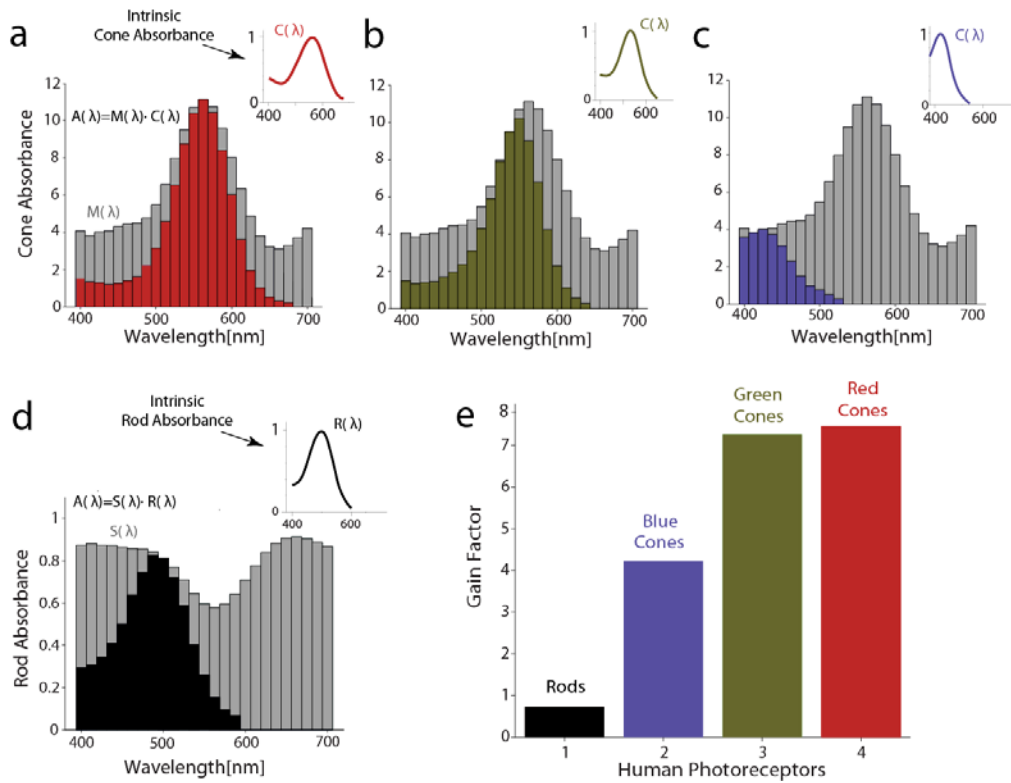 a
Intrinsic
Cone Absorbance
C(λ)
1
0
400
600
12
10
8
6
4
2
0
A(λ)=M(λ)· C(λ)
M(λ)
Cone Absorbance
400
500
600
700
Wavelength[nm]
b
C(λ)
1
0
400
600
12
10
8
6
4
2
0
400
500
600
700
Wavelength[nm]
c
C(λ)
1
0
400
600
12
10
8
6
4
2
0
400
500
600
700
Wavelength[nm]
d
Intrinsic
Rod Absorbance
R(λ)
1
0
400
600
A(λ)=S(λ)· R(λ)
S(λ)
1
0.8
0.6
0.4
0.2
0
Rod Absorbance
400
500
600
700
Wavelength[nm]
e
8
7
6
5
4
3
2
1
0
Gain Factor
Rods
Blue
Cones
Green
Cones
Red
Cones
1
2
3
4
Human Photoreceptors